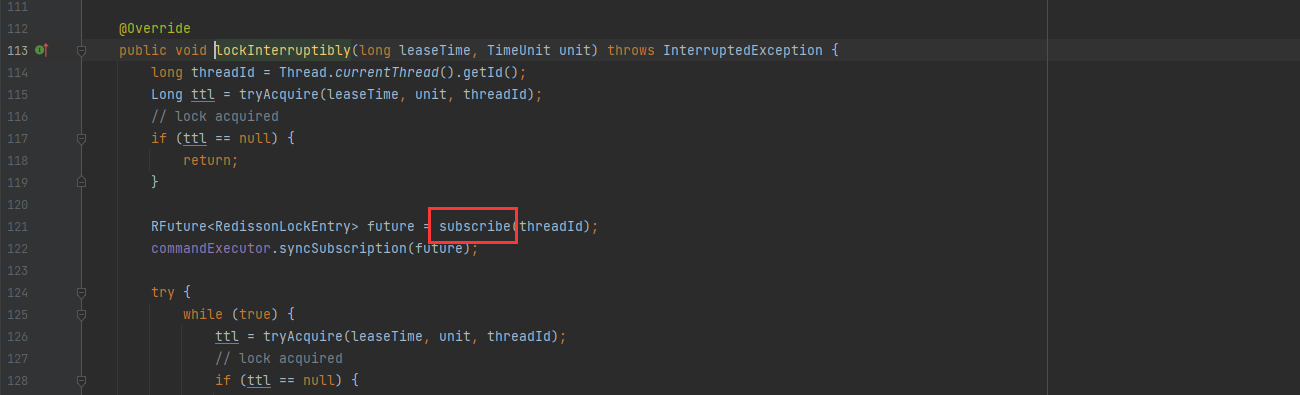 111
112 @Override
113 public void lockInterruptibly(long leaseTime, TimeUnit unit) throws InterruptedException {
114 long threadId = Thread.currentThread().getId();
115 Long ttl = tryAcquire(leaseTime, unit, threadId);
116 // lock acquired
117 if (ttl == null) {
118 return;
119 }
120
121 RFuture<RedissonLockEntry> future = subscribe(threadId);
122 commandExecutor.syncSubscription(future);
123
124 try {
125 while (true) {
126 ttl = tryAcquire(leaseTime, unit, threadId);
127 // lock acquired
128 if (ttl == null) {